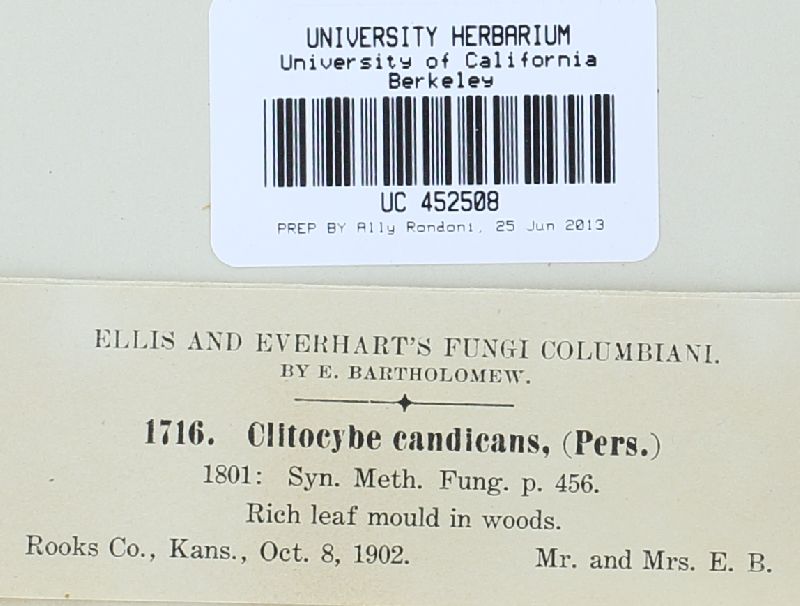 UNIVERSITY HERBARIUM
University of California
Berkeley
UC 452508
PREP BY Ally Rondoni, 25 Jun 2013
ELLIS AND EVERHART'S FUNGI COLUMBIANI.
BY E. BARTHOLOMEW.
1716. Clitocybe candicans, (Pers.)
1801: Syn. Meth. Fung. p. 456.
Rich leaf mould in woods.
Rooks Co., Kans., Oct. 8, 1902. Mr. and Mrs. E. B.